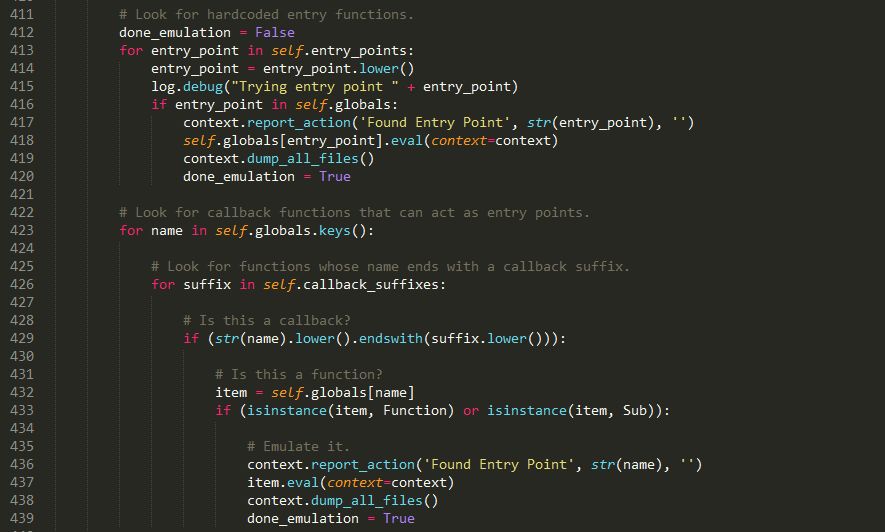 411 # Look for hardcoded entry functions.
412 done_emulation = False
413 for entry_point in self.entry_points:
414 entry_point = entry_point.lower()
415 log.debug("Trying entry point " + entry_point)
416 if entry_point in self.globals:
417 context.report_action('Found Entry Point', str(entry_point), '')
418 self.globals[entry_point].eval(context=context)
419 context.dump_all_files()
420 done_emulation = True
421
422 # Look for callback functions that can act as entry points.
423 for name in self.globals.keys():
424
425 # Look for functions whose name ends with a callback suffix.
426 for suffix in self.callback_suffixes:
427
428 # Is this a callback?
429 if (str(name).lower().endswith(suffix.lower())):
430
431 # Is this a function?
432 item = self.globals[name]
433 if (isinstance(item, Function) or isinstance(item, Sub)):
434
435 # Emulate it.
436 context.report_action('Found Entry Point', str(name), '')
437 item.eval(context=context)
438 context.dump_all_files()
439 done_emulation = True